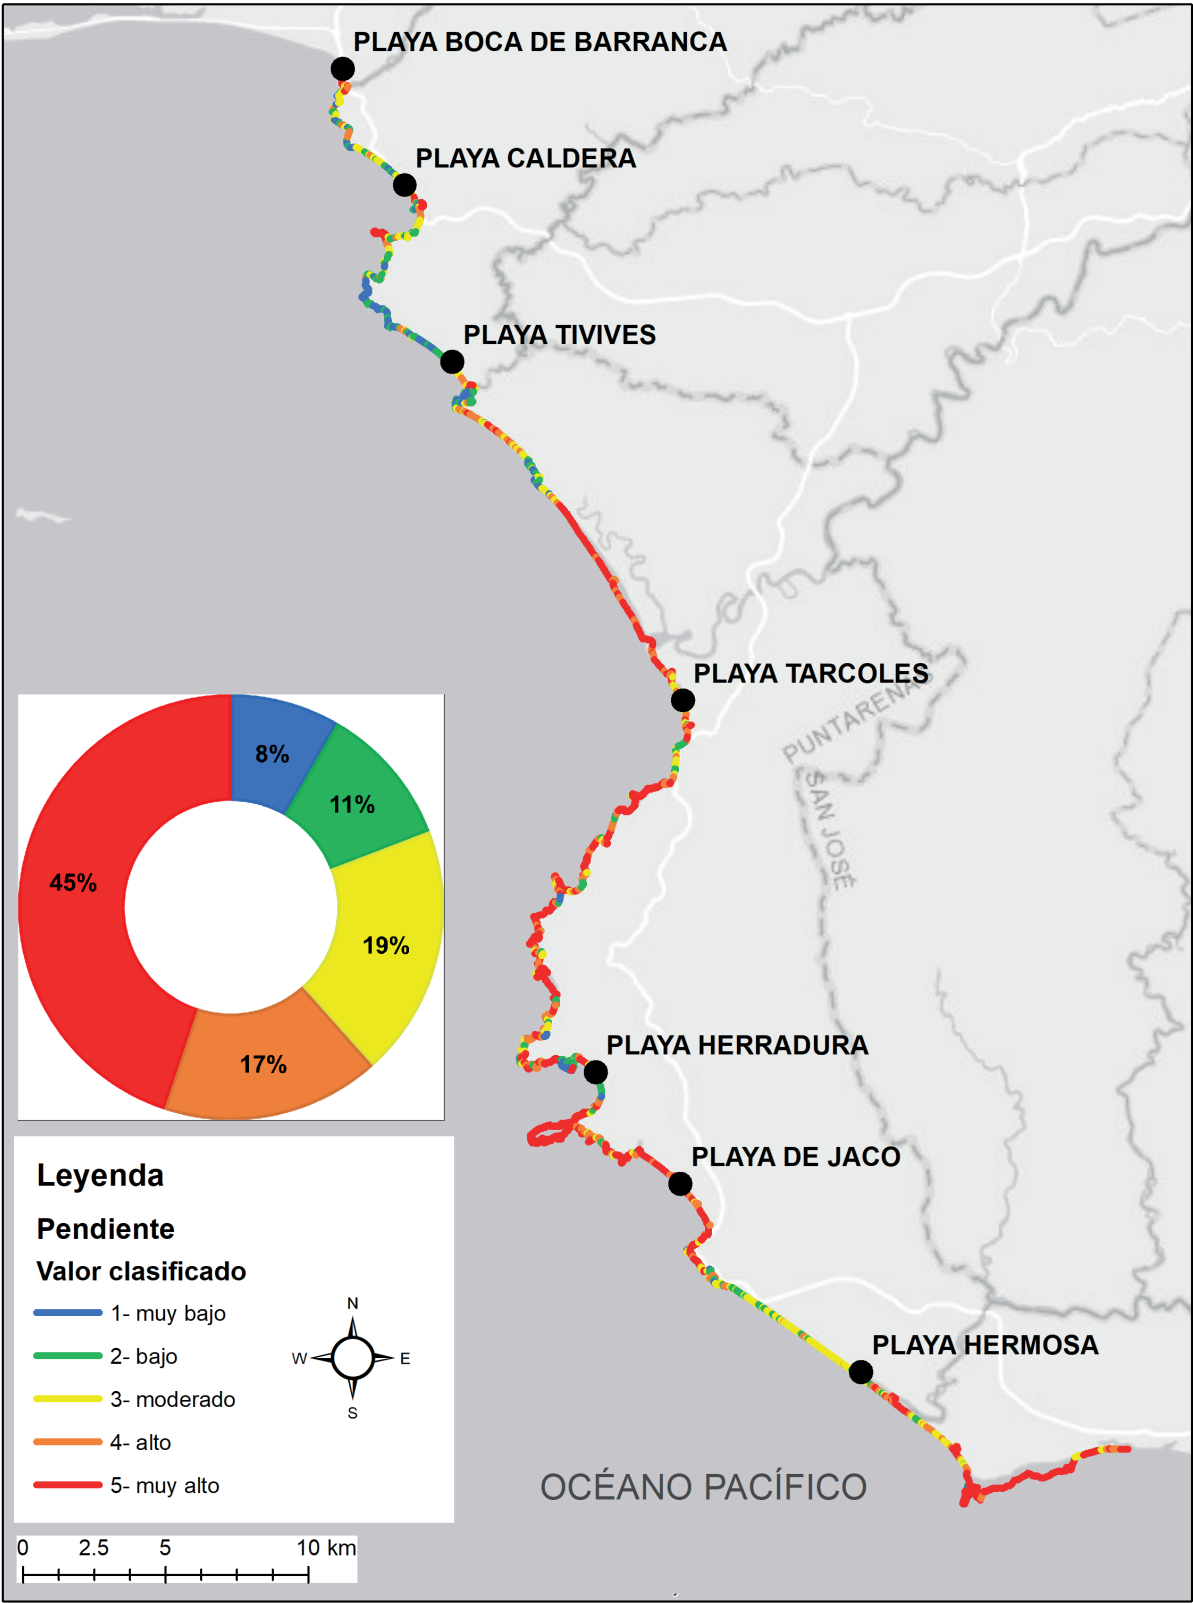 PLAYA BOCA DE BARRANCA
PLAYA CALDERA
PLAYA TIVIVES
PLAYA TARCOLES
PUNTARENAS
SAN JOSÉ
8%
11%
45%
19%
17%
PLAYA HERRADURA
PLAYA DE JACO
PLAYA HERMOSA
OCÉANO PACÍFICO
Leyenda
Pendiente
Valor clasificado
1- muy bajo
2- bajo
3- moderado
4- alto
5- muy alto
N
W E
S
0 2.5 5 10 km